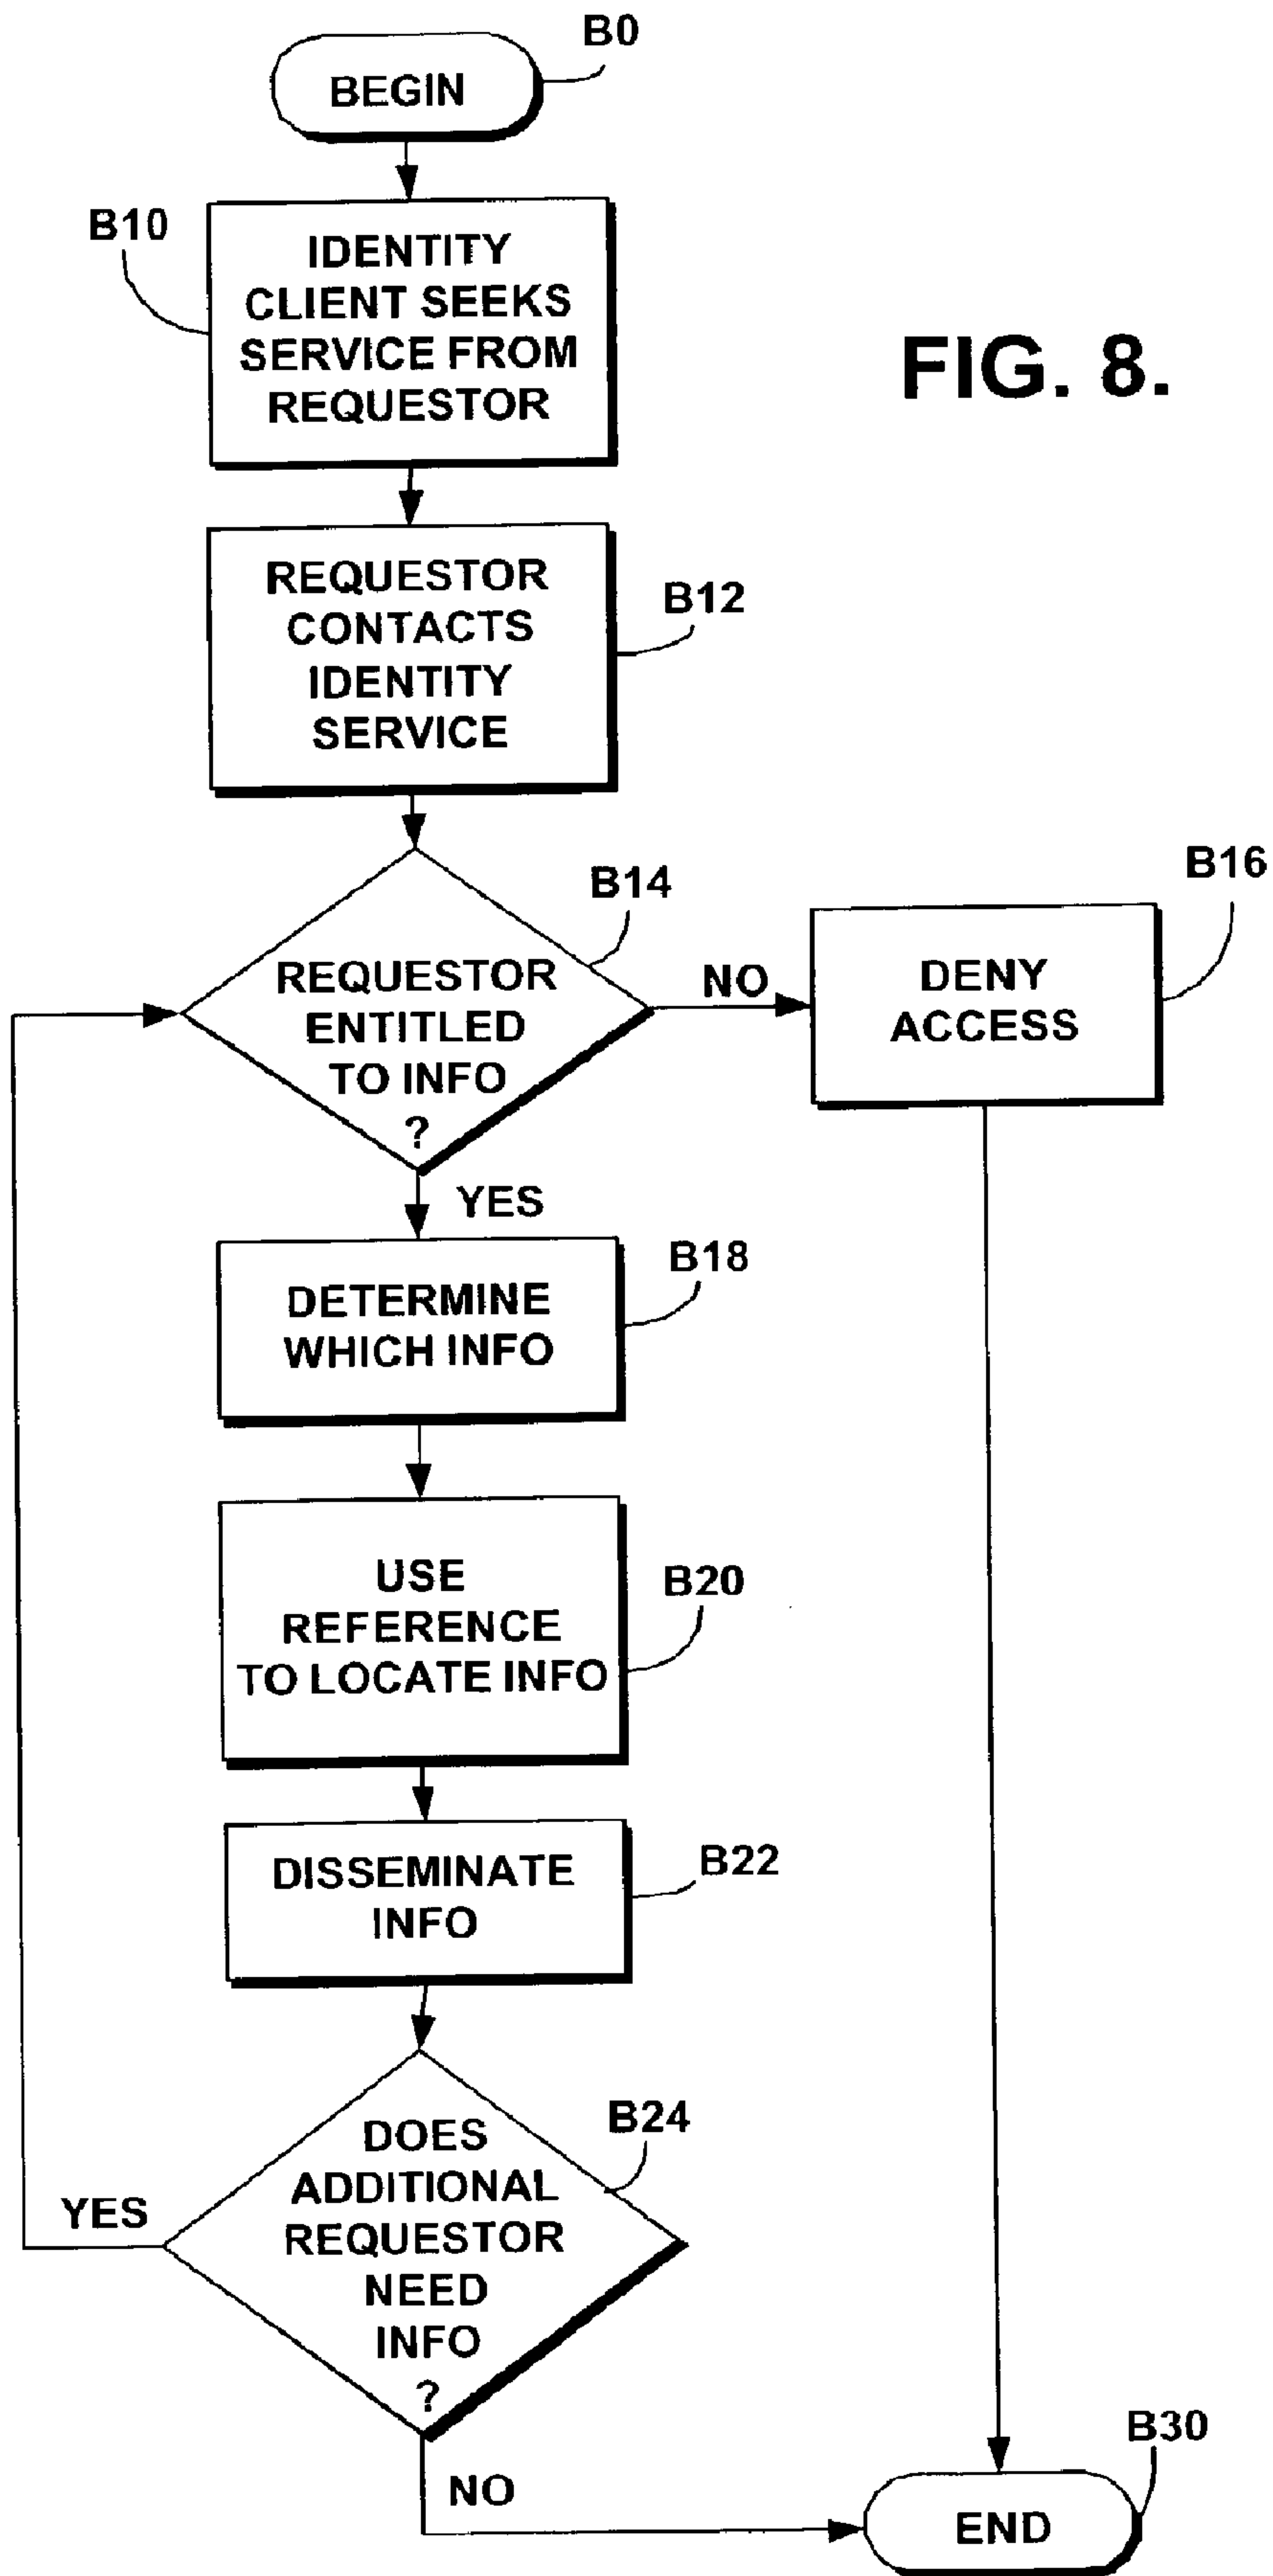 B0
BEGIN
B10
IDENTITY
CLIENT SEEKS
SERVICE FROM
REQUESTOR
FIG. 8.
REQUESTOR
CONTACTS
IDENTITY
SERVICE
B12
B14
REQUESTOR
ENTITLED
TO INFO
?
NO
B16
DENY
ACCESS
YES
B18
DETERMINE
WHICH INFO
USE
REFERENCE
TO LOCATE INFO
B20
DISSEMINATE
INFO
B22
B24
DOES
ADDITIONAL
REQUESTOR
NEED
INFO
?
YES
NO
B30
END